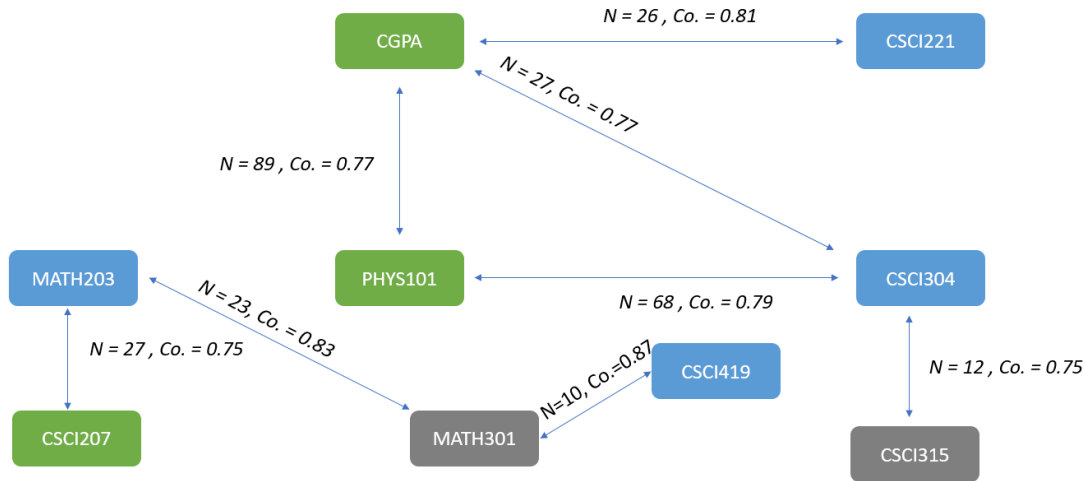 N = 26 , Co. = 0.81
CGPA
CSCI221
N = 27, Co. = 0.77
N = 89 , Co. = 0.77
MATH203
PHYS101
CSCI304
N = 23, Co. = 0.83
N = 68 , Co. = 0.79
N = 27 , Co. = 0.75
N=10, Co.=0.87
CSCI419
N = 12 , Co. = 0.75
CSCI207
MATH301
CSCI315